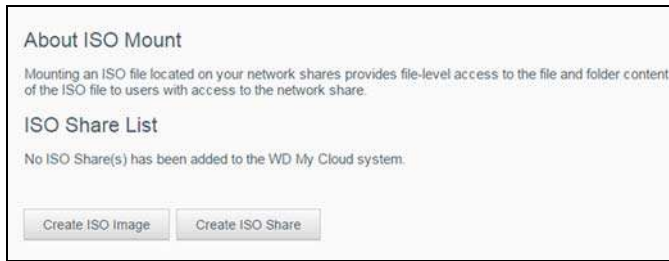 About ISO Mount
Mounting an ISO file located on your network shares provides file-level access to the file and folder content
of the ISO file to users with access to the network share.
ISO Share List
No ISO Share(s) has been added to the WD My Cloud system.
Create ISO Image Create ISO Share